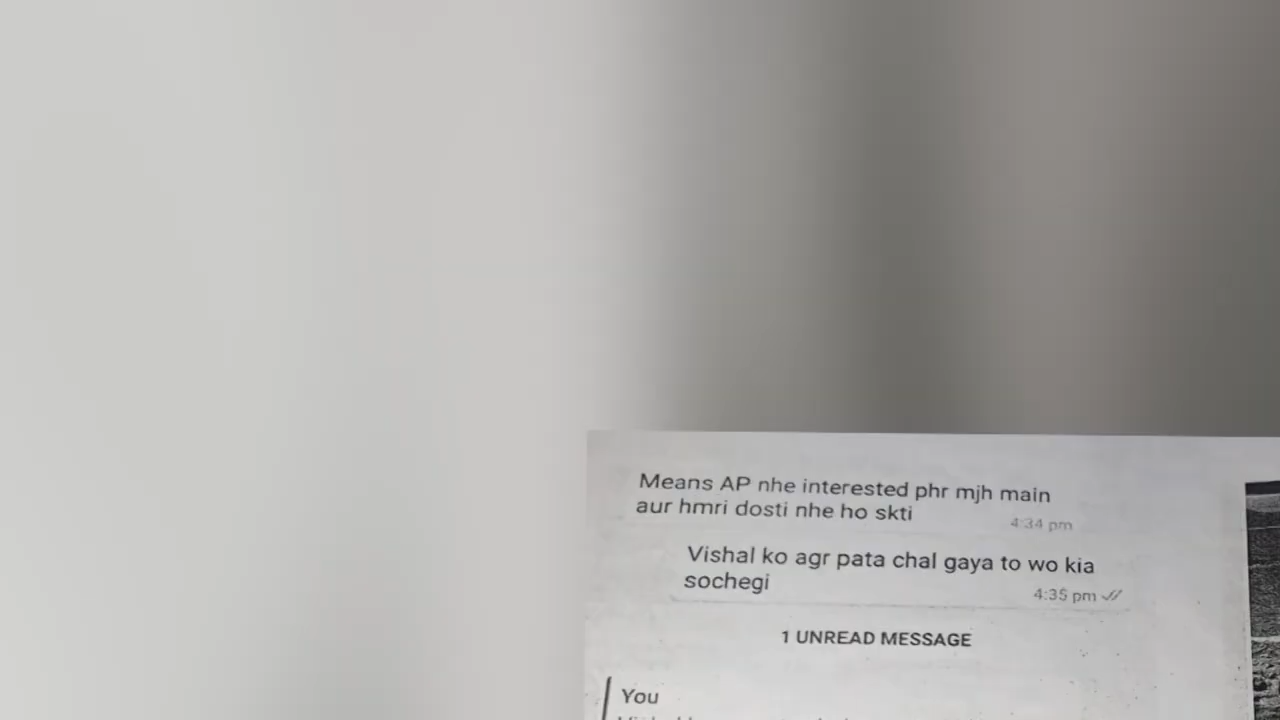 Means AP nhe interested phr mjh main
aur hmri dosti nhe ho skti
4:34 pm
Vishal ko agr pata chal gaya to wo kia
sochegi
4:35 pm
1 UNREAD MESSAGE
You